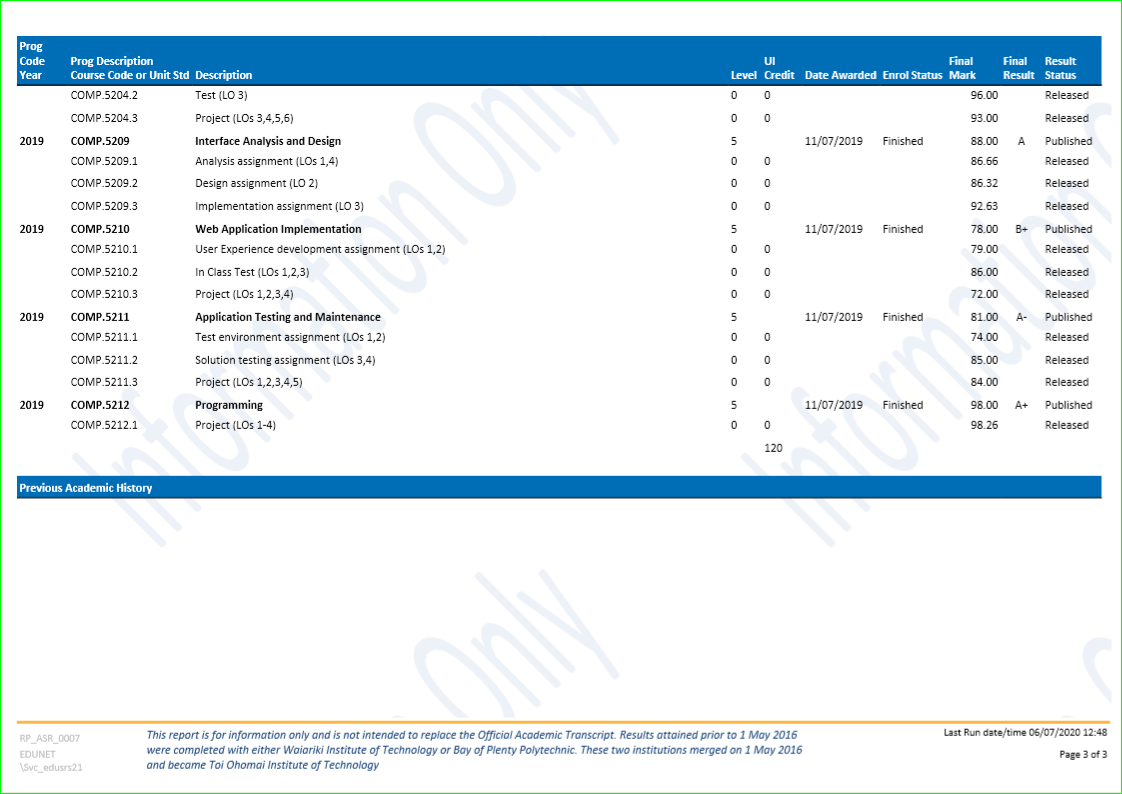 Prog Code Year Prog Description Course Code or Unit Std Description Level UI Credit Date Awarded Enrol Status Final Mark Final Result Result Status
COMP.5204.2 Test (LO 3) 0 0 96.00 Released
COMP.5204.3 Project (LOs 3,4,5,6) 0 0 93.00 Released
2019 COMP.5209 Interface Analysis and Design 5 11/07/2019 Finished 88.00 A Published
COMP.5209.1 Analysis assignment (LOs 1,4) 0 0 86.66 Released
COMP.5209.2 Design assignment (LO 2) 0 0 86.32 Released
COMP.5209.3 Implementation assignment (LO 3) 0 0 92.63 Released
2019 COMP.5210 Web Application Implementation 5 11/07/2019 Finished 78.00 B+ Published
COMP.5210.1 User Experience development assignment (LOs 1,2) 0 0 79.00 Released
COMP.5210.2 In Class Test (LOs 1,2,3) 0 0 86.00 Released
COMP.5210.3 Project (LOs 1,2,3,4) 0 0 72.00 Released
2019 COMP.5211 Application Testing and Maintenance 5 11/07/2019 Finished 81.00 A- Published
COMP.5211.1 Test environment assignment (LOs 1,2) 0 0 74.00 Released
COMP.5211.2 Solution testing assignment (LOs 3,4) 0 0 85.00 Released
COMP.5211.3 Project (LOs 1,2,3,4,5) 0 0 84.00 Released
2019 COMP.5212 Programming 5 11/07/2019 Finished 98.00 A+ Published
COMP.5212.1 Project (LOs 1-4) 0 0 98.26 Released
120
Previous Academic History
Information Only
RP_ASR_0007
EDUNET
\Svc_edusrs21
This report is for information only and is not intended to replace the Official Academic Transcript. Results attained prior to 1 May 2016
were completed with either Waiariki Institute of Technology or Bay of Plenty Polytechnic. These two institutions merged on 1 May 2016
and became Toi Ohomai Institute of Technology
Last Run date/time 06/07/2020 12:48
Page 3 of 3